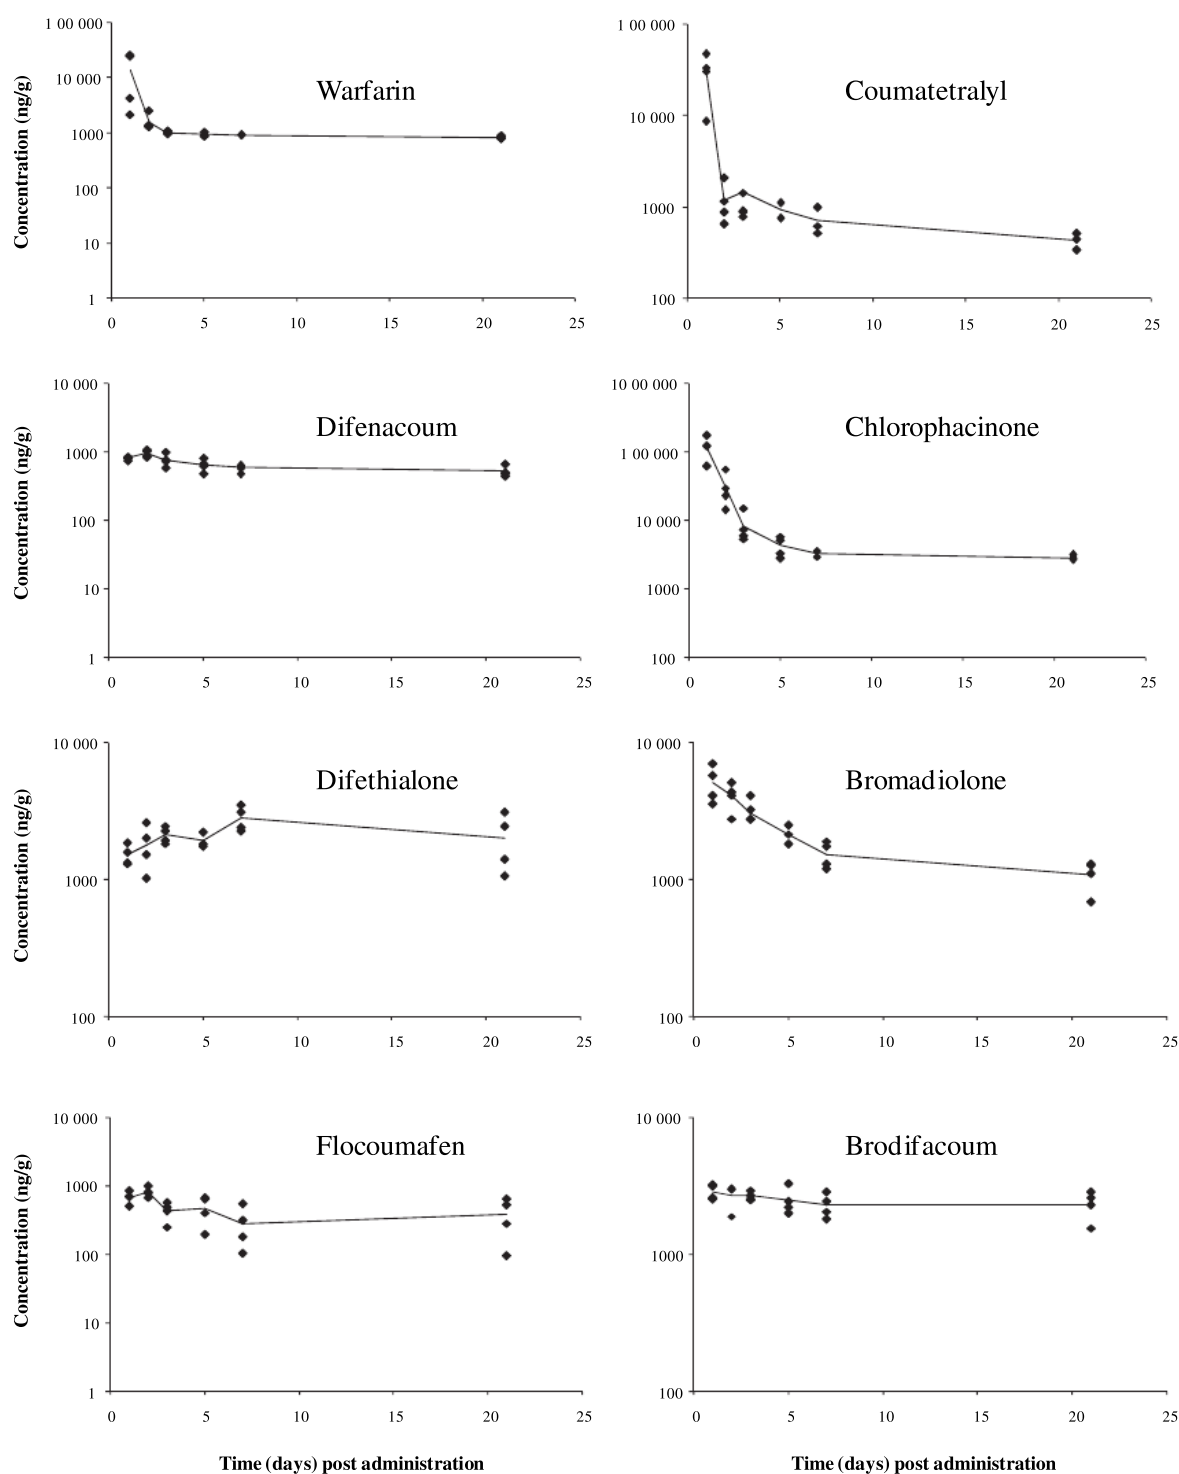 1 00 000
10 000
1000
100
10
1
0 5 10 15 20 25
Concentration (ng/g)
Warfarin
1 00 000
10 000
1000
100
0 5 10 15 20 25
Coumatetralyl
10 000
1000
100
10
1
0 5 10 15 20 25
Concentration (ng/g)
Difenacoum
10 00 000
1 00 000
10 000
1000
100
0 5 10 15 20 25
Chlorophacinone
10 000
1000
100
0 5 10 15 20 25
Concentration (ng/g)
Difethialone
10 000
1000
100
0 5 10 15 20 25
Bromadiolone
10 000
1000
100
10
1
0 5 10 15 20 25
Concentration (ng/g)
Flocoumafen
Time (days) post administration
10 000
1000
100
0 5 10 15 20 25
Brodifacoum
Time (days) post administration